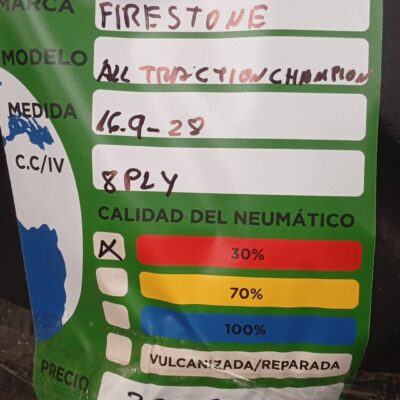 MARCA FIRESTONE
MODELO ALL TRACTION CHAMPION
MEDIDA 16.9-28
C.C/IV 8PLY
CALIDAD DEL NEUMÁTICO
X 30%
70%
100%
VULCANIZADA/REPARADA
PRECIO